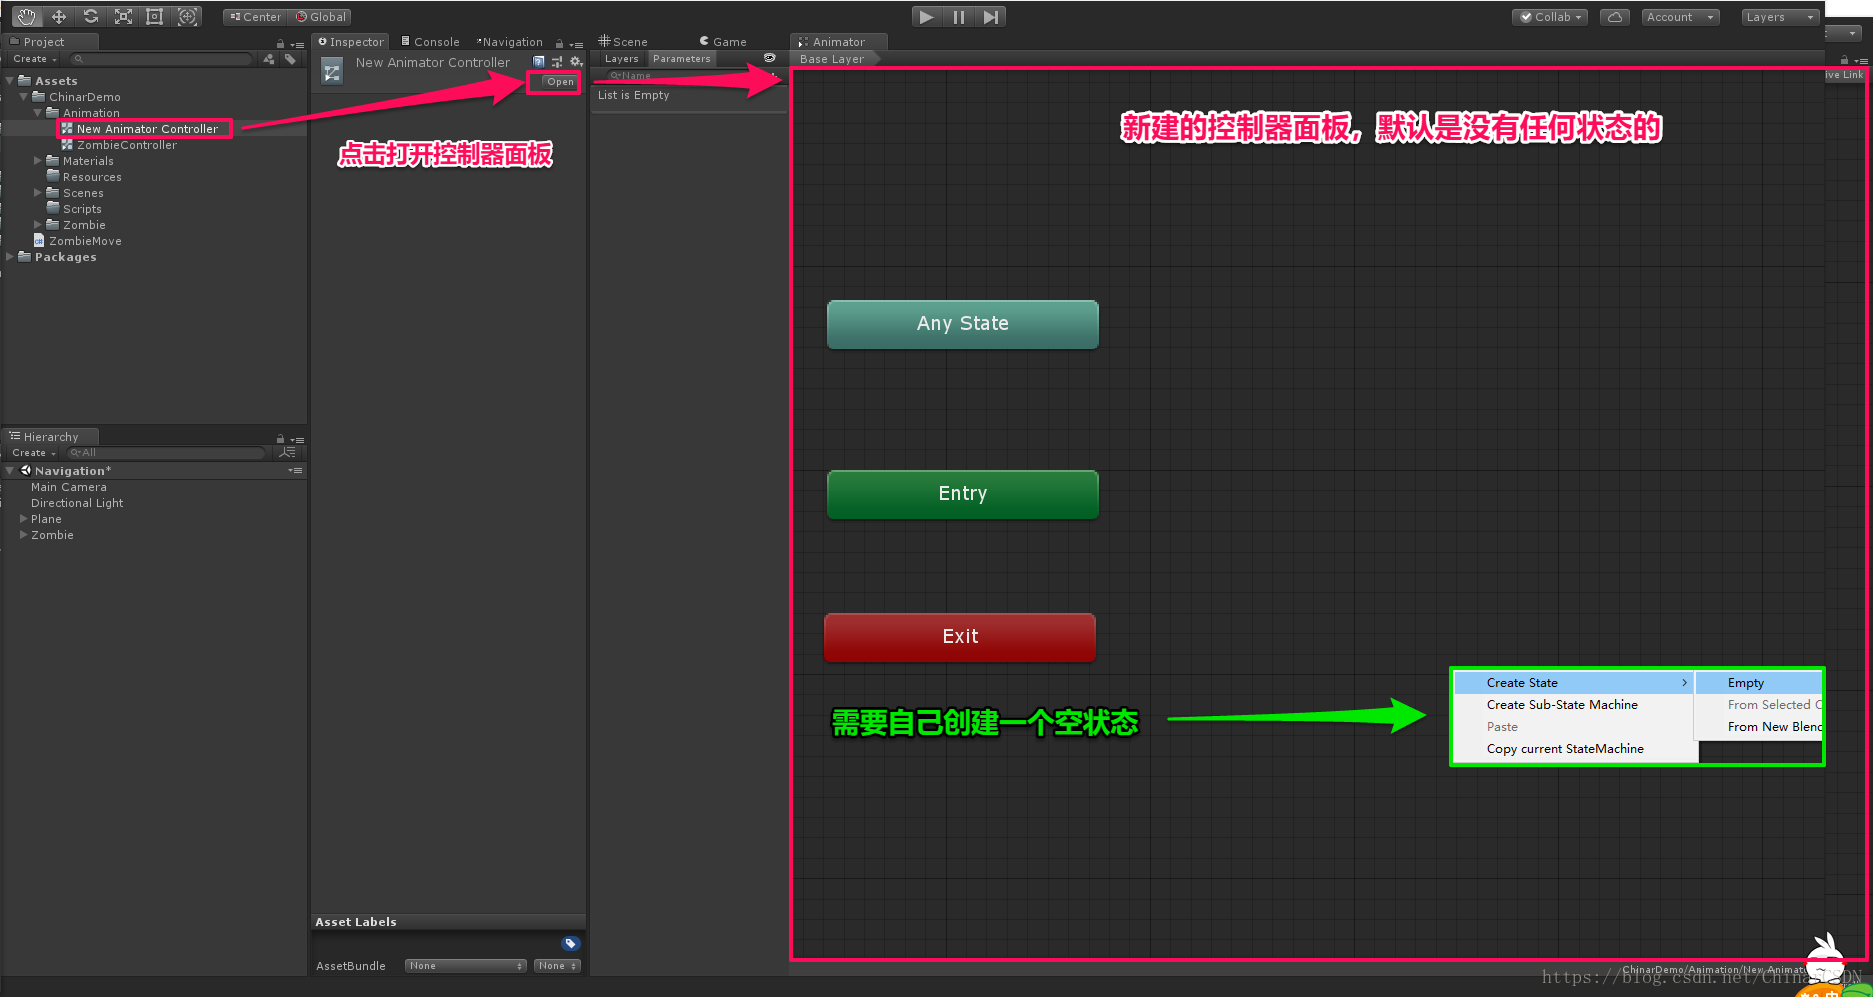 Center
Global
Collab
Account
Layers
Project
Create
Assets
ChinarDemo
Animation
New Animator Controller
ZombieController
Materials
Resources
Scenes
Scripts
Zombie
ZombieMove
Packages
Hierarchy
Create
All
Navigation*
Main Camera
Directional Light
Plane
Zombie
Inspector
Console
Navigation
New Animator Controller
Open
点击打开控制器面板
Asset Labels
AssetBundle
None
None
Scene
Game
Layers
Parameters
Name
List is Empty
Animator
Base Layer
ive Link
新建的控制器面板，默认是没有任何状态的
Any State
Entry
Exit
需要自己创建一个空状态
Create State
Create Sub-State Machine
Paste
Copy current StateMachine
Empty
From Selected C
From New Blend
ChinarDemo/Animation/New Animato
https://blog.csdn.net/ChinarCSDN